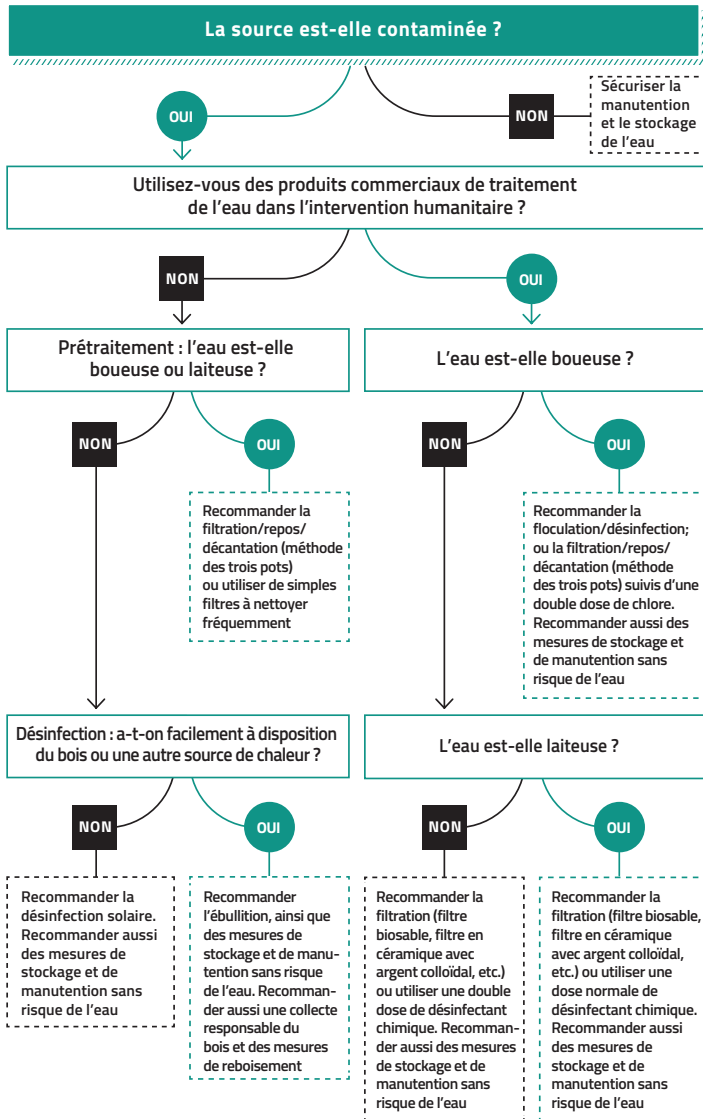 La source est-elle contaminée ?
OUI
NON
Sécuriser la
manutention
et le stockage
de l'eau
Utilisez-vous des produits commerciaux de traitement
de l'eau dans l'intervention humanitaire ?
NON
OUI
Prétraitement : l'eau est-elle
boueuse ou laiteuse ?
L'eau est-elle boueuse ?
NON
OUI
NON
OUI
Recommander la
filtration/repos/
décantation (méthode
des trois pots)
ou utiliser de simples
filtres à nettoyer
fréquemment
Recommander la
floculation/désinfection;
ou la filtration/repos/
décantation (méthode
des trois pots) suivis d'une
double dose de chlore.
Recommander aussi des
mesures de stockage et
de manutention sans
risque de l'eau
Désinfection : a-t-on facilement à disposition
du bois ou une autre source de chaleur ?
L'eau est-elle laiteuse ?
NON
OUI
NON
OUI
Recommander la
désinfection solaire.
Recommander aussi
des mesures de
stockage et de
manutention sans
risque de l'eau
Recommander
l'ébullition, ainsi que
des mesures de
stockage et de manu-
tention sans risque
de l'eau. Recomman-
der aussi une collecte
responsable du
bois et des mesures
de reboisement
Recommander la
filtration (filtre
biosable, filtre en
céramique avec
argent colloïdal, etc.)
ou utiliser une double
dose de désinfectant
chimique. Recomman-
der aussi des mesures
de stockage et de
manutention sans
risque de l'eau
Recommander la
filtration (filtre biosable,
filtre en céramique
avec argent colloïdal,
etc.) ou utiliser une
dose normale de
désinfectant chimique.
Recommander aussi
des mesures de
stockage et de
manutention sans
risque de l'eau